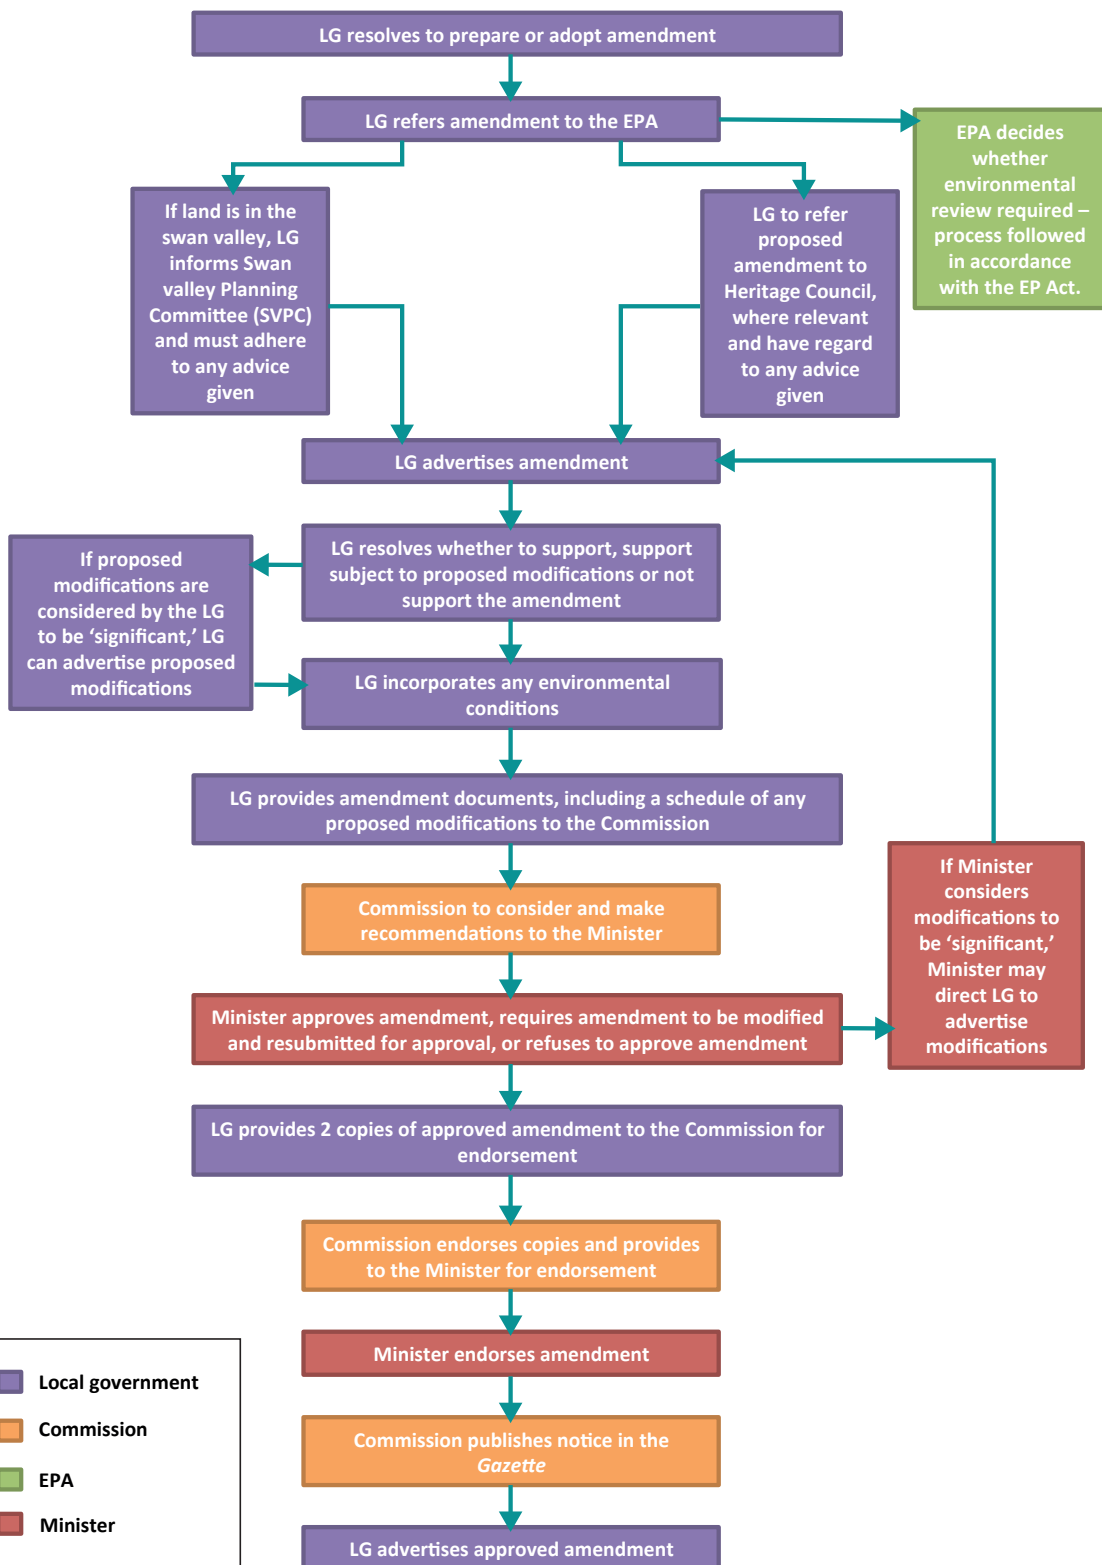 LG resolves to prepare or adopt amendment
LG refers amendment to the EPA
EPA decides
whether
environmental
review required –
process followed
in accordance
with the EP Act.
If land is in the
swan valley, LG
informs Swan
valley Planning
Committee (SVPC)
and must adhere
to any advice
given
LG to refer
proposed
amendment to
Heritage Council,
where relevant
and have regard
to any advice
given
LG advertises amendment
LG resolves whether to support, support
subject to proposed modifications or not
support the amendment
If proposed
modifications are
considered by the LG
to be ‘significant,’ LG
can advertise proposed
modifications
LG incorporates any environmental
conditions
LG provides amendment documents, including a schedule of any
proposed modifications to the Commission
Commission to consider and make
recommendations to the Minister
If Minister
considers
modifications to
be ‘significant,’
Minister may
direct LG to
advertise
modifications
Minister approves amendment, requires amendment to be modified
and resubmitted for approval, or refuses to approve amendment
LG provides 2 copies of approved amendment to the Commission for
endorsement
Commission endorses copies and provides
to the Minister for endorsement
Minister endorses amendment
Commission publishes notice in the
Gazette
LG advertises approved amendment
Local government
Commission
EPA
Minister